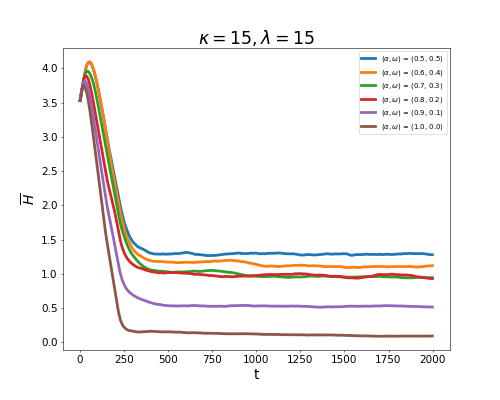 κ = 15, λ = 15
(α, ω) = (0.5, 0.5)
(α, ω) = (0.6, 0.4)
(α, ω) = (0.7, 0.3)
(α, ω) = (0.8, 0.2)
(α, ω) = (0.9, 0.1)
(α, ω) = (1.0, 0.0)
H̅
4.0
3.5
3.0
2.5
2.0
1.5
1.0
0.5
0.0
0 250 500 750 1000 1250 1500 1750 2000
t